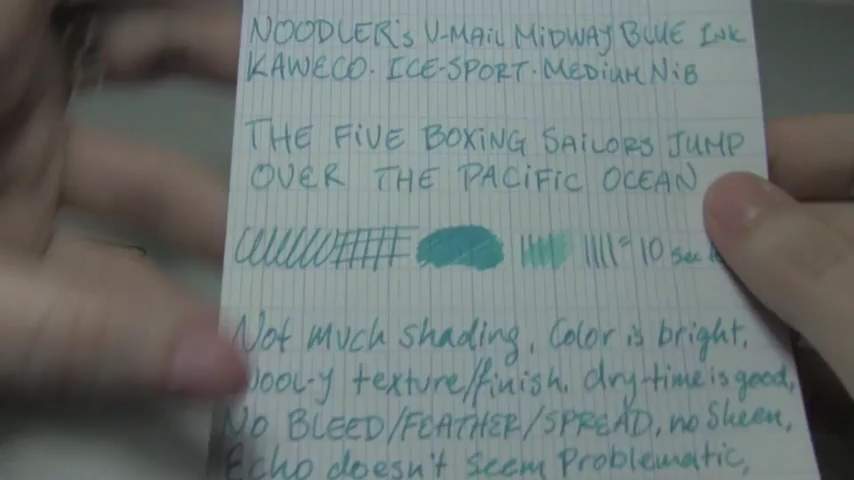 NOODLER's V-MAIL MIDWAY BLUE INK
KAWECO. ICE-SPORT. MEDIUM NIB
THE FIVE BOXING SAILORS JUMP
OVER THE PACIFIC OCEAN
= 10 sec
Not much shading, Color is bright,
texture/finish, dry-time is good,
NO BLEED/FEATHER/SPREAD, no Sheen,
Echo doesn't seem Problematic,